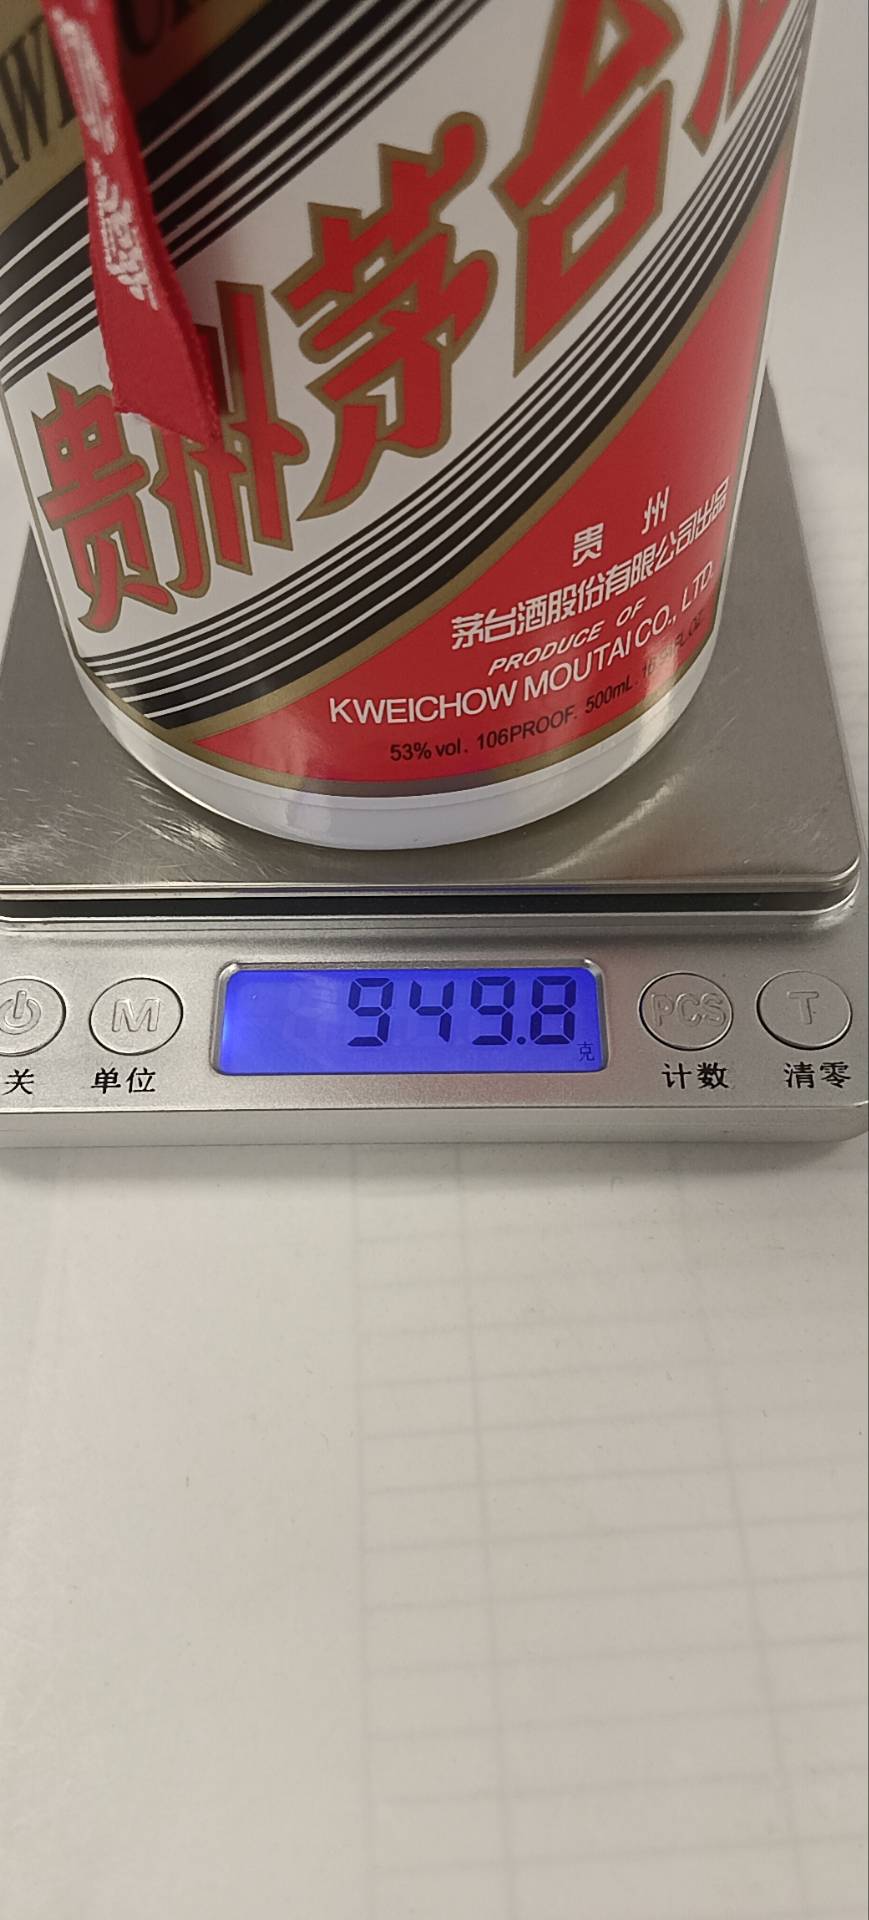 贵州茅台
贵 州
茅台酒股份有限公司出品
PRODUCE OF
KWEICHOW MOUTAI CO., LTD.
53% vol. 106PROOF. 500mL.
949.8
克
M
PCS
T
关
单位
计数
清零